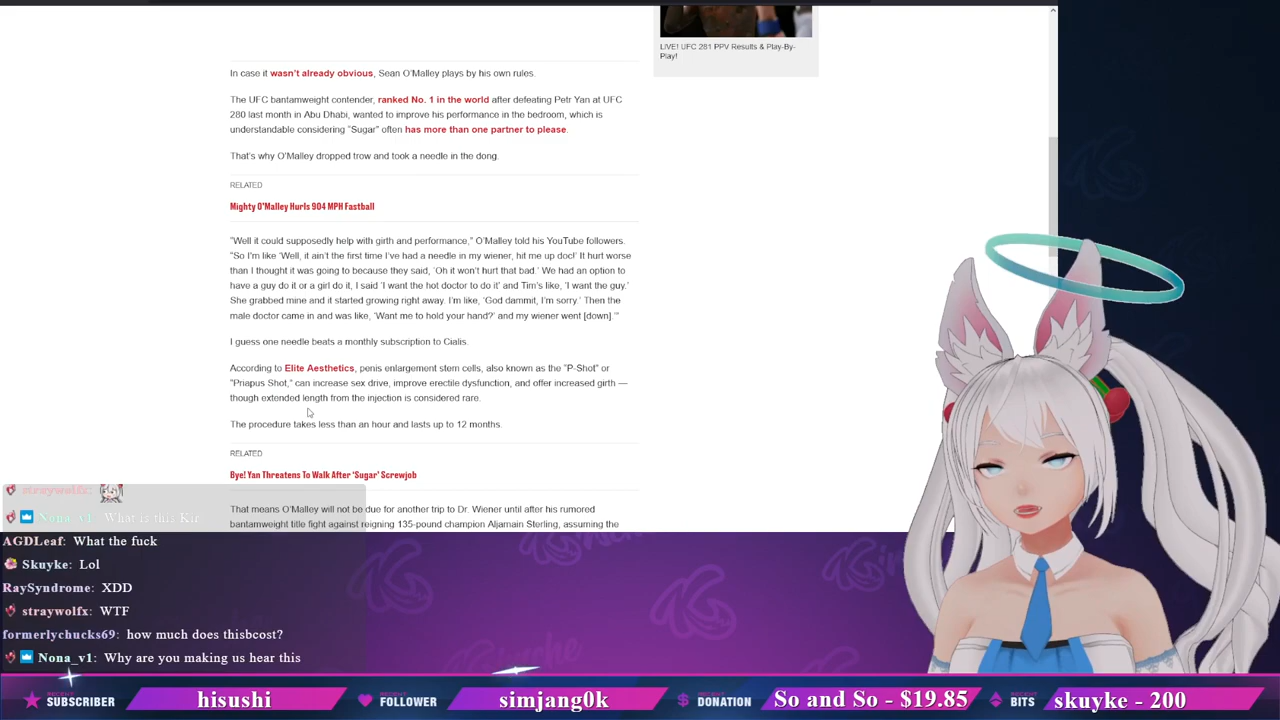 LIVE! UFC 281 PPV Results & Play-By-
Play!
In case it wasn't already obvious, Sean O'Malley plays by his own rules.
The UFC bantamweight contender, ranked No. 1 in the world after defeating Petr Yan at UFC
280 last month in Abu Dhabi, wanted to improve his performance in the bedroom, which is
understandable considering "Sugar" often has more than one partner to please.
That's why O'Malley dropped trow and took a needle in the dong.
RELATED
Mighty O'Malley Hurls 904 MPH Fastball
"Well it could supposedly help with girth and performance," O'Malley told his YouTube followers.
"So I'm like 'Well, it ain't the first time I've had a needle in my wiener, hit me up doc!' It hurt worse
than I thought it was going to because they said, 'Oh it won't hurt that bad.' We had an option to
have a guy do it or a girl do it, I said 'I want the hot doctor to do it' and Tim's like, 'I want the guy.'
She grabbed mine and it started growing right away. I'm like, 'God dammit, I'm sorry.' Then the
male doctor came in and was like, 'Want me to hold your hand?' and my wiener went [down].'"
I guess one needle beats a monthly subscription to Cialis.
According to Elite Aesthetics, penis enlargement stem cells, also known as the "P-Shot" or
"Priapus Shot," can increase sex drive, improve erectile dysfunction, and offer increased girth —
though extended length from the injection is considered rare.
The procedure takes less than an hour and lasts up to 12 months.
RELATED
Bye! Yan Threatens To Walk After 'Sugar' Screwjob
That means O'Malley will not be due for another trip to Dr. Wiener until after his rumored
bantamweight title fight against reigning 135-pound champion Aljamain Sterling, assuming the
straywolfx:
Nona_v1: What is this Kir
AGDLeaf: What the fuck
Skuyke: Lol
RaySyndrome: XDD
straywolfx: WTF
formerlychucks69: how much does thisbcost?
Nona_v1: Why are you making us hear this
RECENT SUBSCRIBER hisushi RECENT FOLLOWER simjang0k RECENT DONATION So and So - $19.85 RECENT BITS skuyke - 200